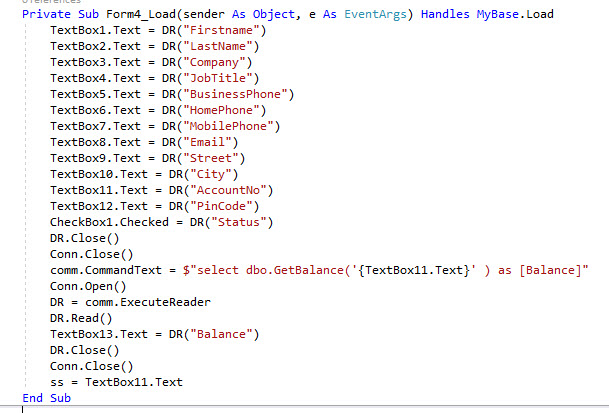 0 references
Private Sub Form4_Load(sender As Object, e As EventArgs) Handles MyBase.Load
TextBox1.Text = DR("Firstname")
TextBox2.Text = DR("LastName")
TextBox3.Text = DR("Company")
TextBox4.Text = DR("JobTitle")
TextBox5.Text = DR("BusinessPhone")
TextBox6.Text = DR("HomePhone")
TextBox7.Text = DR("MobilePhone")
TextBox8.Text = DR("Email")
TextBox9.Text = DR("Street")
TextBox10.Text = DR("City")
TextBox11.Text = DR("AccountNo")
TextBox12.Text = DR("PinCode")
CheckBox1.Checked = DR("Status")
DR.Close()
Conn.Close()
comm.CommandText = $"select dbo.GetBalance('{TextBox11.Text}' ) as [Balance]"
Conn.Open()
DR = comm.ExecuteReader
DR.Read()
TextBox13.Text = DR("Balance")
DR.Close()
Conn.Close()
ss = TextBox11.Text
End Sub